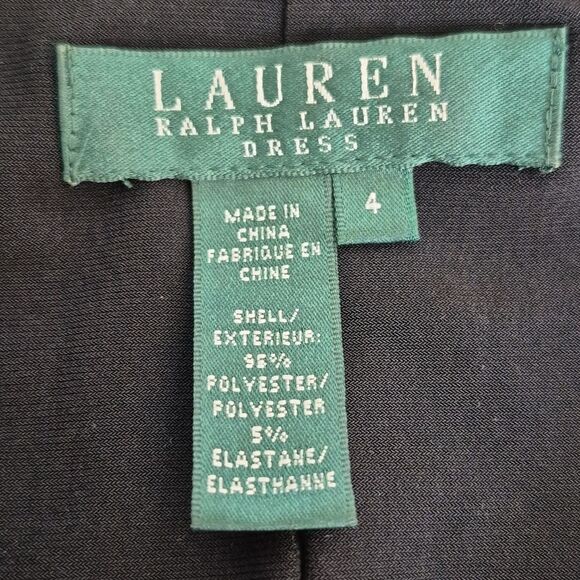 LAUREN
RALPH LAUREN
DRESS
4
MADE IN
CHINA
FABRIQUE EN
CHINE
SHELL/
EXTERIEUR:
95%
POLYESTER/
POLYESTER
5%
ELASTANE/
ELASTHANNE